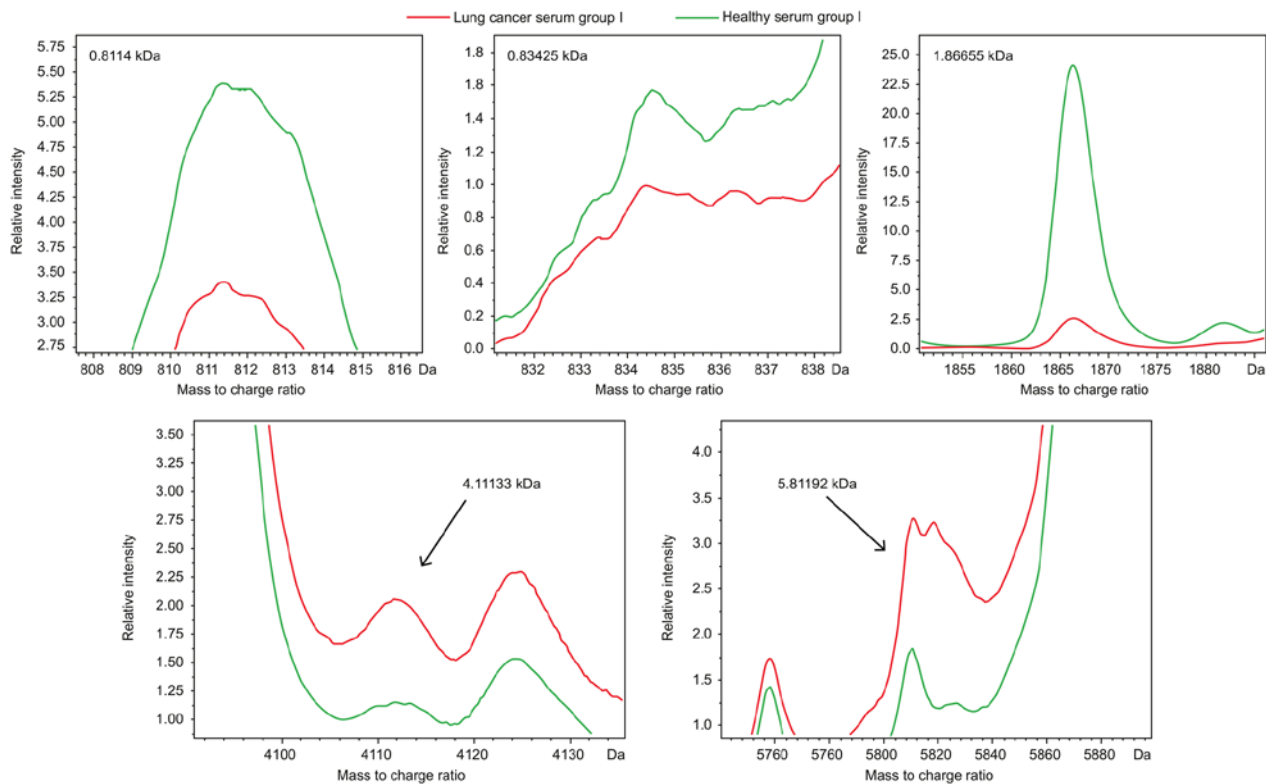 Lung cancer serum group I
Healthy serum group I
0.8114 kDa
Relative intensity
5.75
5.50
5.25
5.00
4.75
4.50
4.25
4.00
3.75
3.50
3.25
3.00
2.75
808 809 810 811 812 813 814 815 816 Da
Mass to charge ratio
0.83425 kDa
Relative intensity
1.8
1.8
1.4
1.2
1.0
0.8
0.6
0.4
0.2
0.0
832 833 834 835 836 837 838 Da
Mass to charge ratio
1.86655 kDa
Relative intensity
25.0
22.5
20.0
17.5
15.0
12.5
10.0
7.5
5.0
2.5
0.0
1855 1860 1865 1870 1875 1880 Da
Mass to charge ratio
4.11133 kDa
Relative intensity
3.50
3.25
3.00
2.75
2.50
2.25
2.00
1.75
1.50
1.25
1.00
4100 4110 4120 4130 Da
Mass to charge ratio
5.81192 kDa
Relative intensity
4.0
3.5
3.0
2.5
2.0
1.5
1.0
5760 5760 5800 5820 5840 5860 5880 Da
Mass to charge ratio